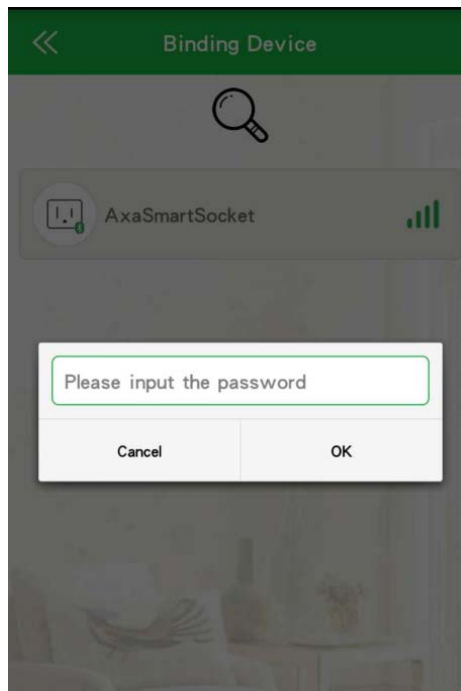 Binding Device
AxaSmartSocket
Please input the password
Cancel
OK